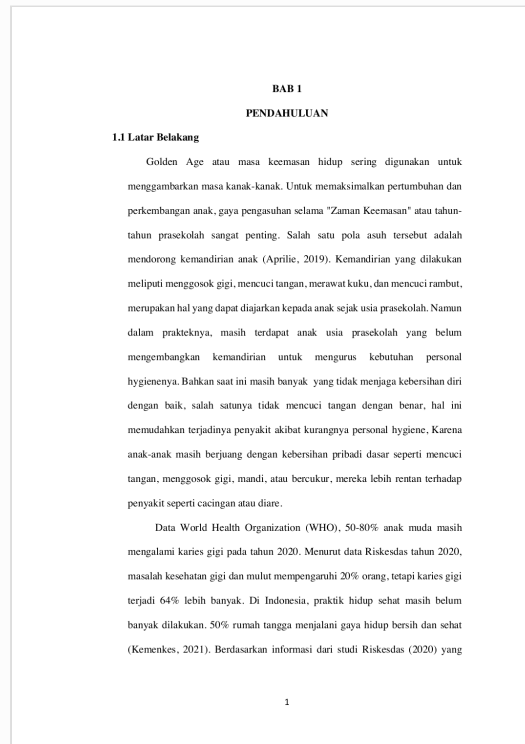 BAB 1
PENDAHULUAN
1.1 Latar Belakang
Golden Age atau masa keemasan hidup sering digunakan untuk
menggambarkan masa kanak-kanak. Untuk memaksimalkan pertumbuhan dan
perkembangan anak, gaya pengasuhan selama "Zaman Keemasan" atau tahun-
tahun prasekolah sangat penting. Salah satu pola asuh tersebut adalah
mendorong kemandirian anak (Aprilie, 2019). Kemandirian yang dilakukan
meliputi menggosok gigi, mencuci tangan, merawat kuku, dan mencuci rambut,
merupakan hal yang dapat diajarkan kepada anak sejak usia prasekolah. Namun
dalam prakteknya, masih terdapat anak usia prasekolah yang belum
mengembangkan kemandirian untuk mengurus kebutuhan personal
hygienenya. Bahkan saat ini masih banyak yang tidak menjaga kebersihan diri
dengan baik, salah satunya tidak mencuci tangan dengan benar, hal ini
memudahkan terjadinya penyakit akibat kurangnya personal hygiene, Karena
anak-anak masih berjuang dengan kebersihan pribadi dasar seperti mencuci
tangan, menggosok gigi, mandi, atau bercukur, mereka lebih rentan terhadap
penyakit seperti cacingan atau diare.
Data World Health Organization (WHO), 50-80% anak muda masih
mengalami karies gigi pada tahun 2020. Menurut data Riskesdas tahun 2020,
masalah kesehatan gigi dan mulut mempengaruhi 20% orang, tetapi karies gigi
terjadi 64% lebih banyak. Di Indonesia, praktik hidup sehat masih belum
banyak dilakukan. 50% rumah tangga menjalani gaya hidup bersih dan sehat
(Kemenkes, 2021). Berdasarkan informasi dari studi Riskesdas (2020) yang
1